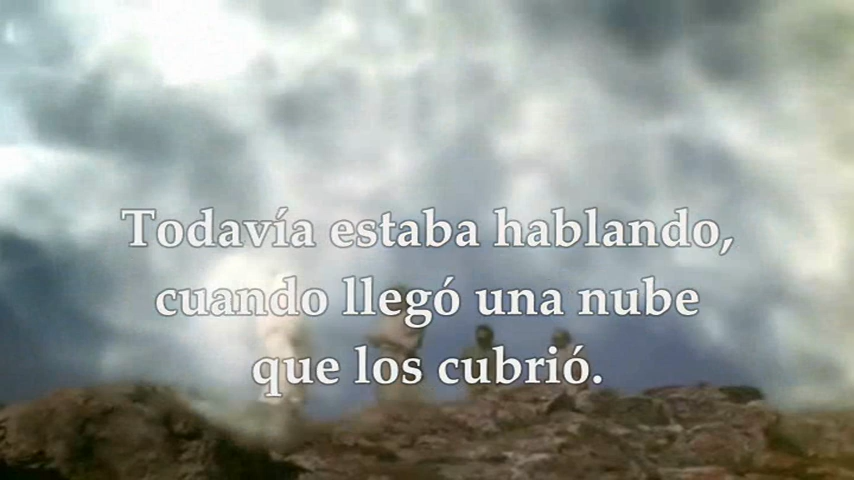 Todavía estaba hablando,
cuando llegó una nube
que los cubrió.